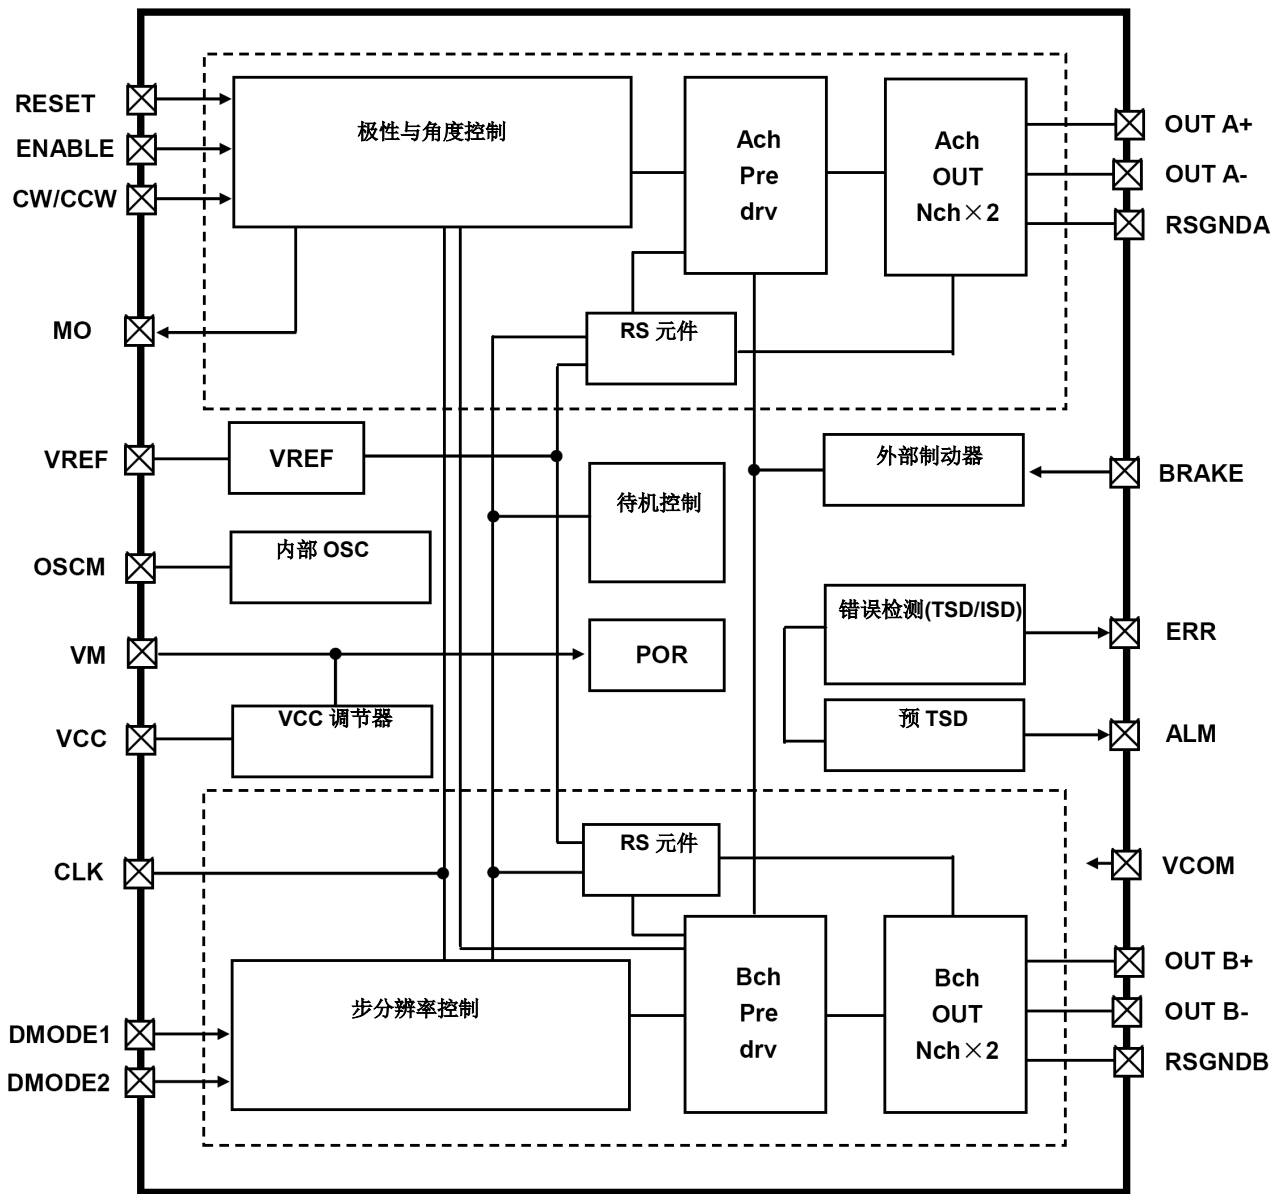 RESET
ENABLE
CW/CCW
极性与角度控制
Ach
Pre
drv
Ach
OUT
Nch×2
OUT A+
OUT A-
RSGNDA
MO
RS 元件
VREF
VREF
外部制动器
BRAKE
待机控制
OSCM
内部 OSC
错误检测(TSD/ISD)
ERR
VM
POR
VCC
VCC 调节器
预 TSD
ALM
CLK
RS 元件
VCOM
步分辨率控制
Bch
Pre
drv
Bch
OUT
Nch×2
OUT B+
OUT B-
RSGNDB
DMODE1
DMODE2